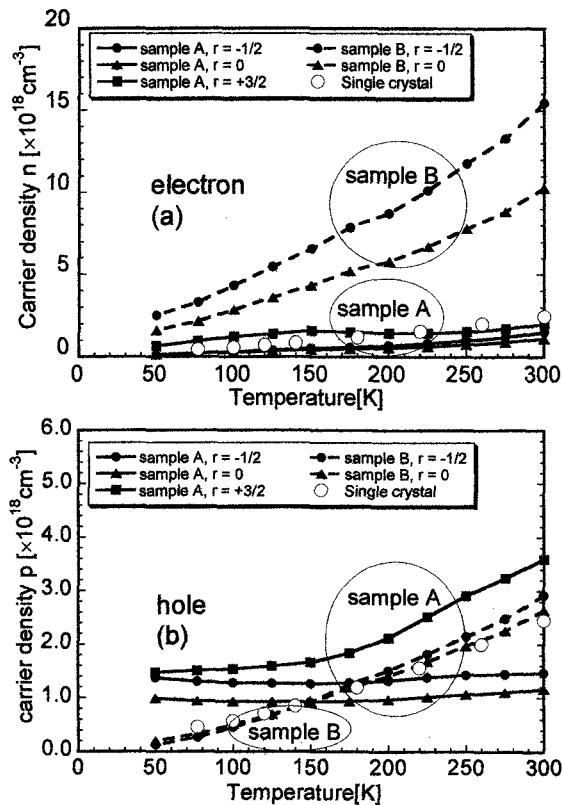 20
15
10
5
0
Carrier density n [×10¹⁸cm⁻³]
sample A, r = -1/2
sample A, r = 0
sample A, r = +3/2
sample B, r = -1/2
sample B, r = 0
Single crystal
electron
(a)
sample B
sample A
0 50 100 150 200 250 300
Temperature[K]
6.0
5.0
4.0
3.0
2.0
1.0
0.0
carrier density p [×10¹⁸cm⁻³]
sample A, r = -1/2
sample A, r = 0
sample A, r = +3/2
sample B, r = -1/2
sample B, r = 0
Single crystal
hole
(b)
sample A
sample B
0 50 100 150 200 250 300
Temperature[K]